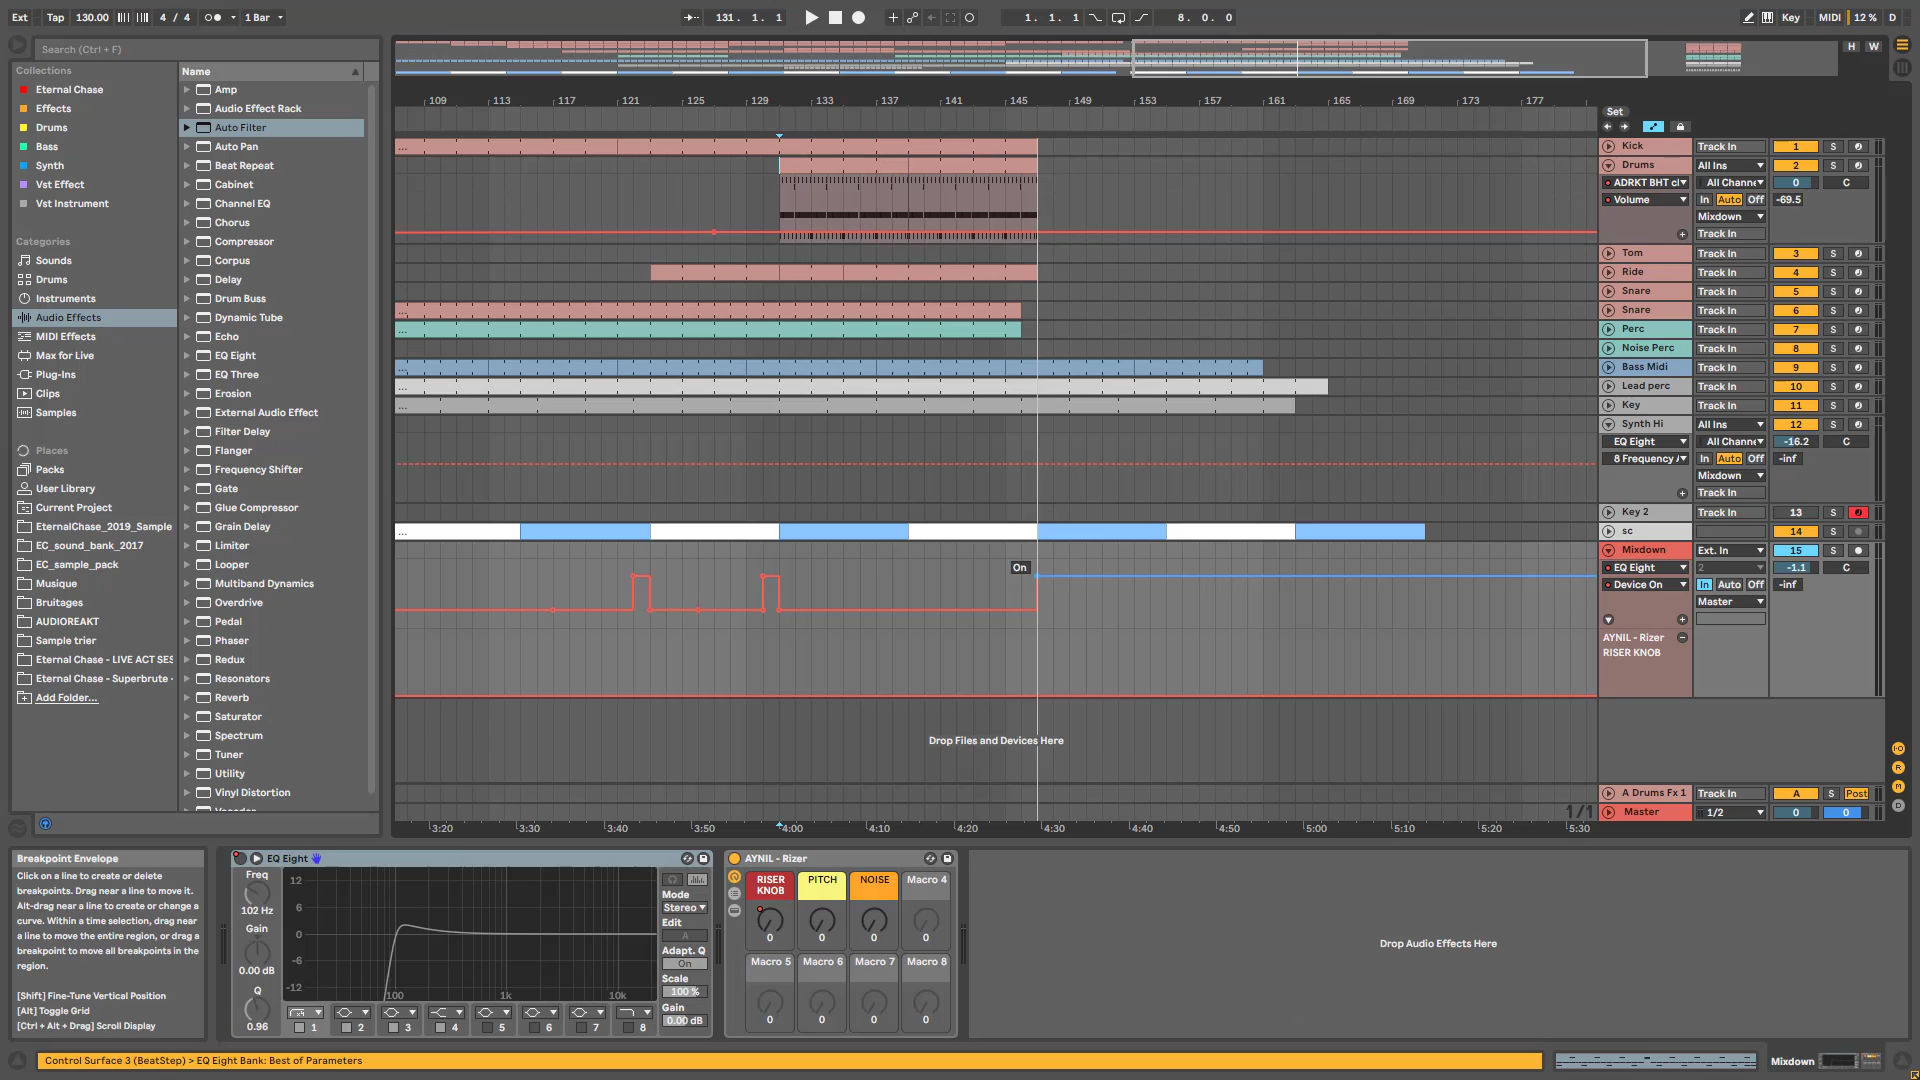 Ext Tap 130.00 4 / 4 1 Bar 131. 1. 1 1. 1. 1 8. 0. 0 Key MIDI 12 % D
Search (Ctrl + F)
H W
Collections
Eternal Chase
Effects
Drums
Bass
Synth
Vst Effect
Vst Instrument
Categories
Sounds
Drums
Instruments
Audio Effects
MIDI Effects
Max for Live
Plug-Ins
Clips
Samples
Places
Packs
User Library
Current Project
EternalChase_2019_Sample
EC_sound_bank_2017
EC_sample_pack
Musique
Bruitages
AUDIOREAKT
Sample trier
Eternal Chase - LIVE ACT SES
Eternal Chase - Superbrute -
Add Folder...
Name
Amp
Audio Effect Rack
Auto Filter
Auto Pan
Beat Repeat
Cabinet
Channel EQ
Chorus
Compressor
Corpus
Delay
Drum Buss
Dynamic Tube
Echo
EQ Eight
EQ Three
Erosion
External Audio Effect
Filter Delay
Flanger
Frequency Shifter
Gate
Glue Compressor
Grain Delay
Limiter
Looper
Multiband Dynamics
Overdrive
Pedal
Phaser
Redux
Resonators
Reverb
Saturator
Spectrum
Tuner
Utility
Vinyl Distortion
109 113 117 121 125 129 133 137 141 145 149 153 157 161 165 169 173 177
Set
...
...
...
...
...
...
...
On
Drop Files and Devices Here
1/1
3:20 3:30 3:40 3:50 4:00 4:10 4:20 4:30 4:40 4:50 5:00 5:10 5:20 5:30
Kick Track In 1 S
Drums All Ins 2 S
ADRKT BHT cl All Channe 0 C
Volume In Auto Off -69.5
Mixdown
Track In
Tom Track In 3 S
Ride Track In 4 S
Snare Track In 5 S
Snare Track In 6 S
Perc Track In 7 S
Noise Perc Track In 8 S
Bass Midi Track In 9 S
Lead perc Track In 10 S
Key Track In 11 S
Synth Hi All Ins 12 S
EQ Eight All Channe -16.2 C
8 Frequency A In Auto Off -inf
Mixdown
Track In
Key 2 Track In 13 S
sc 14 S
Mixdown Ext. In 15 S
EQ Eight 2 -1.1 C
Device On In Auto Off -inf
Master
AYNIL - Rizer
RISER KNOB
I·O
R
M
D
A Drums Fx 1 Track In A S Post
Master 1/2 0 0
Breakpoint Envelope
Click on a line to create or delete
breakpoints. Drag near a line to move it.
Alt-drag near a line to create or change a
curve. Within a time selection, drag near
a line to move the entire region, or drag a
breakpoint to move all breakpoints in the
region.
[Shift] Fine-Tune Vertical Position
[Alt] Toggle Grid
[Ctrl + Alt + Drag] Scroll Display
EQ Eight
Freq
102 Hz
Gain
0.00 dB
Q
0.96
12
6
0
-6
-12
100 1k 10k
1 2 3 4 5 6 7 8
Mode
Stereo
Edit
A
Adapt. Q
On
Scale
100 %
Gain
0.00 dB
AYNIL - Rizer
RISER KNOB PITCH NOISE Macro 4
0 0 0 0
Macro 5 Macro 6 Macro 7 Macro 8
0 0 0 0
Drop Audio Effects Here
Control Surface 3 (BeatStep) > EQ Eight Bank: Best of Parameters
Mixdown